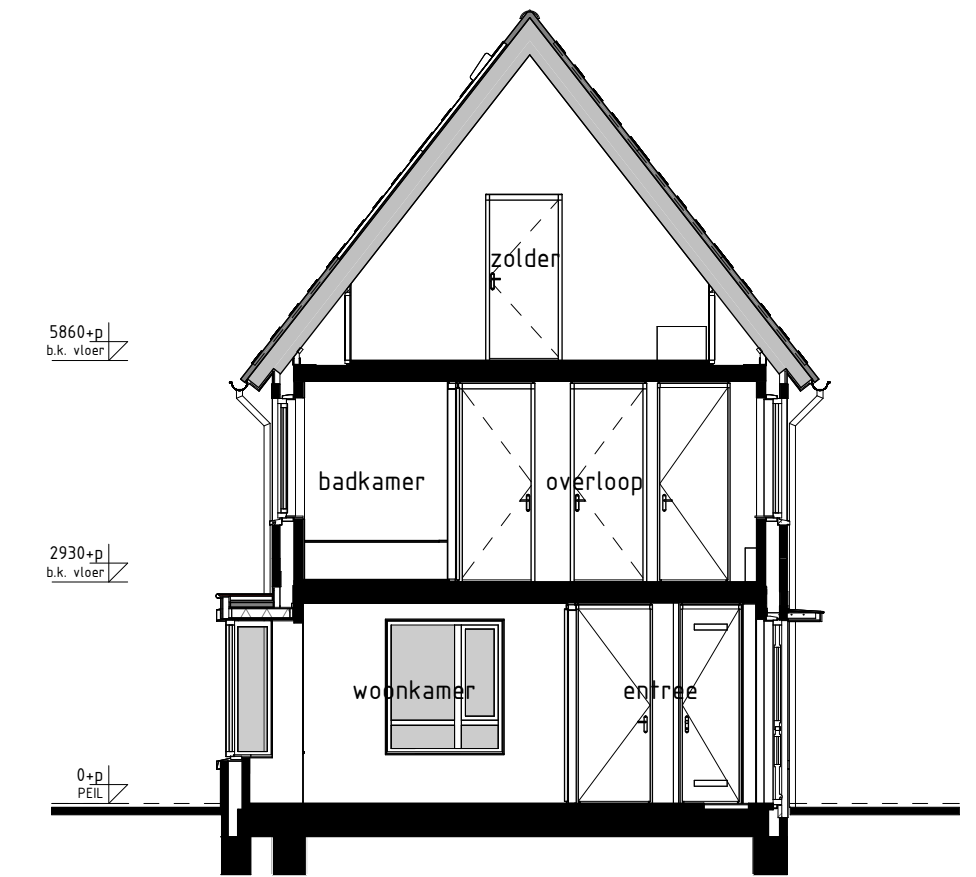 zolder
5860+p
b.k. vloer
badkamer
overloop
2930+p
b.k. vloer
woonkamer
entree
0+p
PEIL